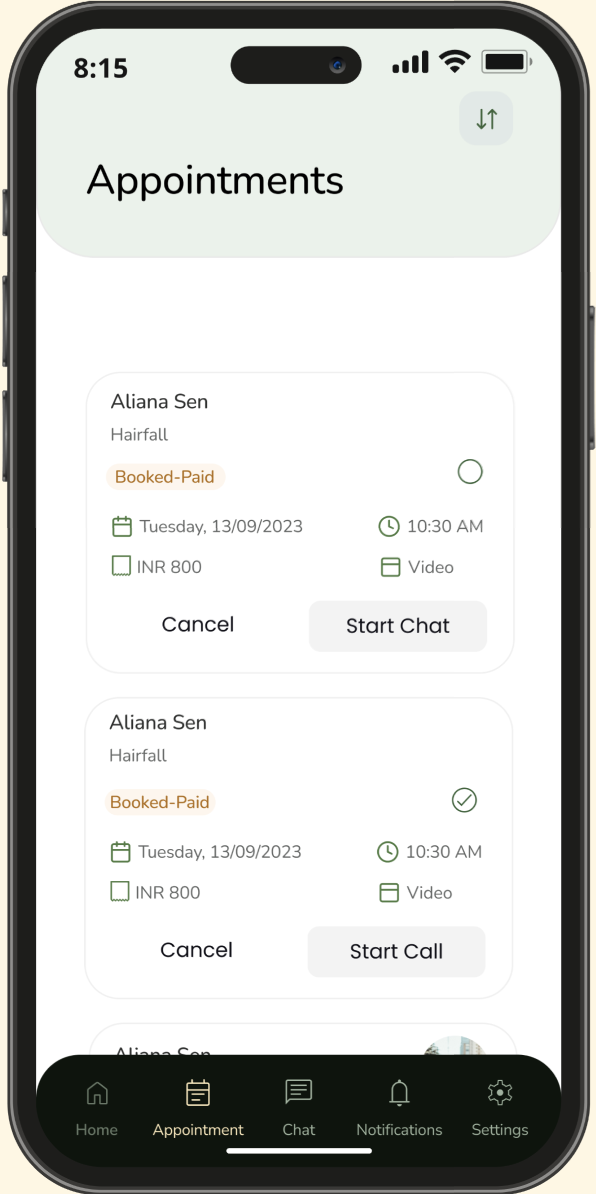 8:15
Appointments
Aliana Sen
Hairfall
Booked-Paid
Tuesday, 13/09/2023 10:30 AM
INR 800 Video
Cancel Start Chat
Aliana Sen
Hairfall
Booked-Paid
Tuesday, 13/09/2023 10:30 AM
INR 800 Video
Cancel Start Call
Aliana Sen
Home Appointment Chat Notifications Settings